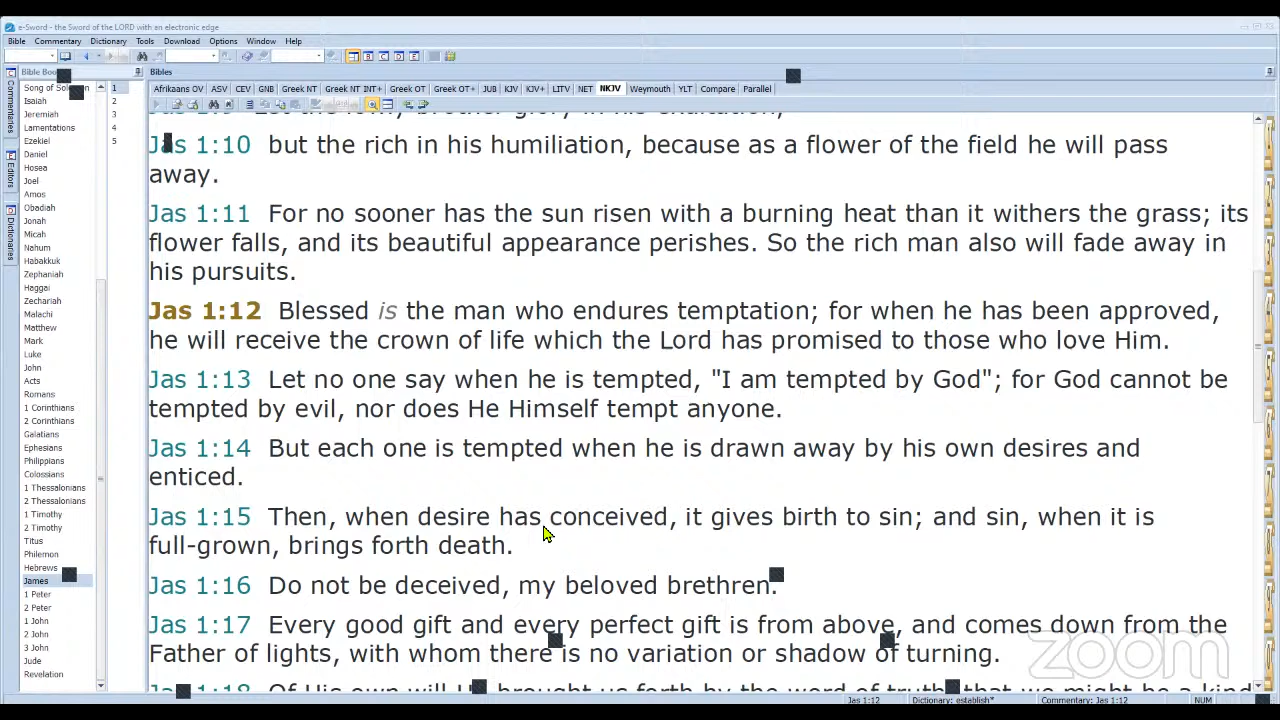 e-Sword - the Sword of the LORD with an electronic edge
Bible Commentary Dictionary Tools Download Options Window Help
Bibles
Afrikaans OV ASV CEV GNB Greek NT Greek NT INT+ Greek OT Greek OT+ JUB KJV KJV+ LITV NET NKJV Weymouth YLT Compare Parallel
Commentaries
Editors
Dictionaries
Isaiah
Jeremiah
Lamentations
Ezekiel
Daniel
Hosea
Joel
Amos
Obadiah
Jonah
Micah
Nahum
Habakkuk
Zephaniah
Haggai
Zechariah
Malachi
Matthew
Mark
Luke
John
Acts
Romans
1 Corinthians
2 Corinthians
Galatians
Ephesians
Philippians
Colossians
1 Thessalonians
2 Thessalonians
1 Timothy
2 Timothy
Titus
Philemon
Hebrews
James
1 Peter
2 Peter
1 John
2 John
3 John
Jude
Revelation
1
2
3
4
5
Jas 1:10 but the rich in his humiliation, because as a flower of the field he will pass
away.
Jas 1:11 For no sooner has the sun risen with a burning heat than it withers the grass; its
flower falls, and its beautiful appearance perishes. So the rich man also will fade away in
his pursuits.
Jas 1:12 Blessed is the man who endures temptation; for when he has been approved,
he will receive the crown of life which the Lord has promised to those who love Him.
Jas 1:13 Let no one say when he is tempted, "I am tempted by God"; for God cannot be
tempted by evil, nor does He Himself tempt anyone.
Jas 1:14 But each one is tempted when he is drawn away by his own desires and
enticed.
Jas 1:15 Then, when desire has conceived, it gives birth to sin; and sin, when it is
full-grown, brings forth death.
Jas 1:16 Do not be deceived, my beloved brethren.
Jas 1:17 Every good gift and every perfect gift is from above, and comes down from the
Father of lights, with whom there is no variation or shadow of turning.
zoom
Jas 1:12 Dictionary: establish* Commentary: Jas 1:12 NUM